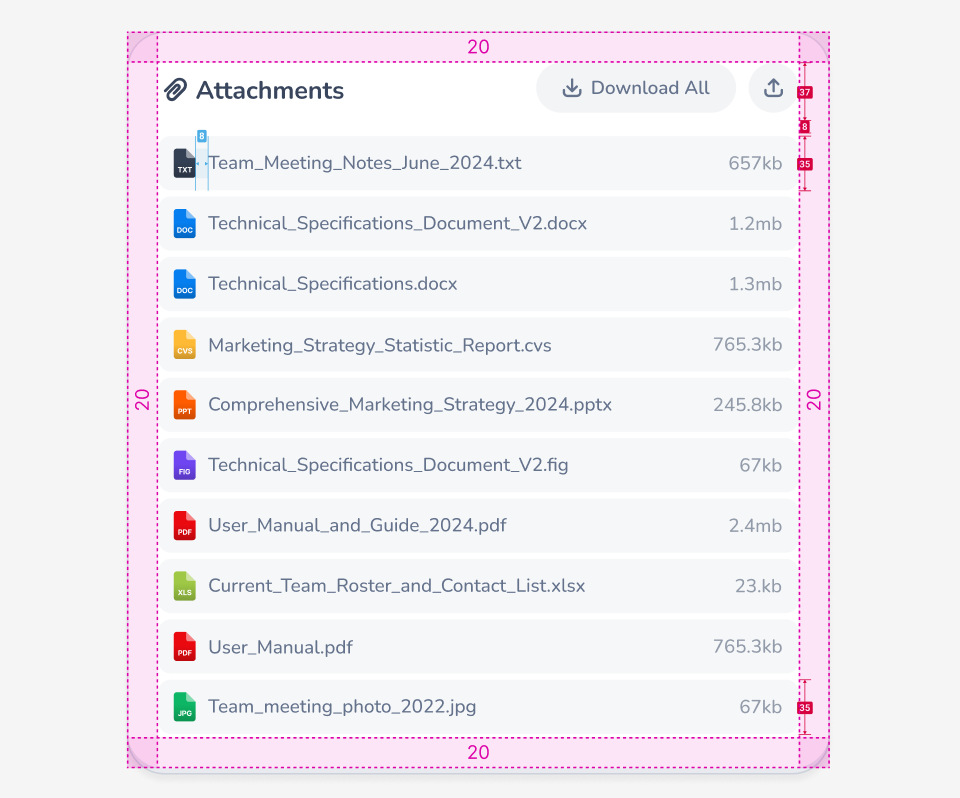 20
Attachments Download All
37
8
8
TXT Team_Meeting_Notes_June_2024.txt 657kb
35
DOC Technical_Specifications_Document_V2.docx 1.2mb
DOC Technical_Specifications.docx 1.3mb
CVS Marketing_Strategy_Statistic_Report.cvs 765.3kb
20
PPT Comprehensive_Marketing_Strategy_2024.pptx 245.8kb
20
FIG Technical_Specifications_Document_V2.fig 67kb
PDF User_Manual_and_Guide_2024.pdf 2.4mb
XLS Current_Team_Roster_and_Contact_List.xlsx 23.kb
PDF User_Manual.pdf 765.3kb
JPG Team_meeting_photo_2022.jpg 67kb
35
20